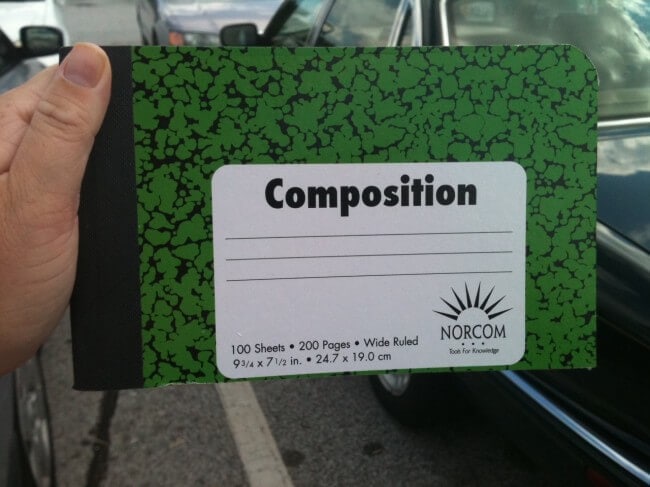 Composition
100 Sheets • 200 Pages • Wide Ruled
9 3/4 x 7 1/2 in. • 24.7 x 19.0 cm
NORCOM
Tools for Knowledge